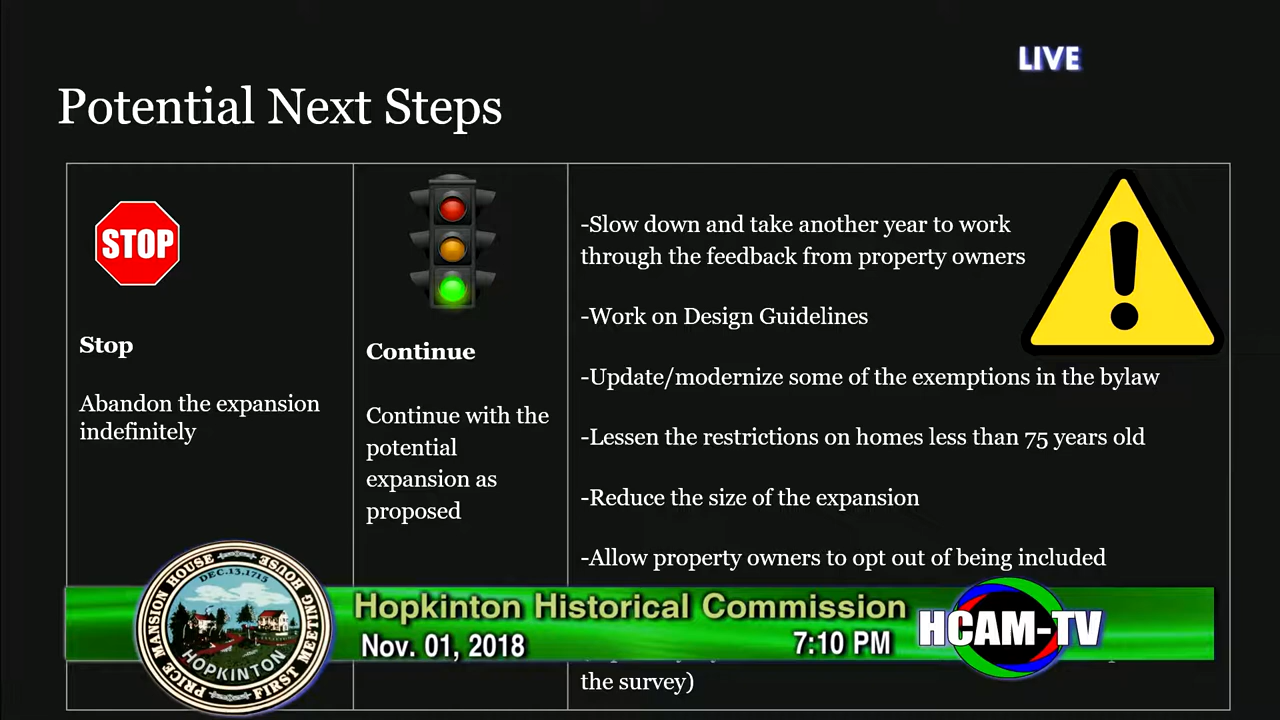 LIVE
Potential Next Steps
STOP
Stop
Abandon the expansion
indefinitely
Continue
Continue with the
potential
expansion as
proposed
-Slow down and take another year to work
through the feedback from property owners
-Work on Design Guidelines
-Update/modernize some of the exemptions in the bylaw
-Lessen the restrictions on homes less than 75 years old
-Reduce the size of the expansion
-Allow property owners to opt out of being included
the survey)
PRICE MANSION HOUSE
FIRST MEETING HOUSE
DEC.13.1715
HOPKINTON
Hopkinton Historical Commission
Nov. 01, 2018
7:10 PM
HCAM-TV